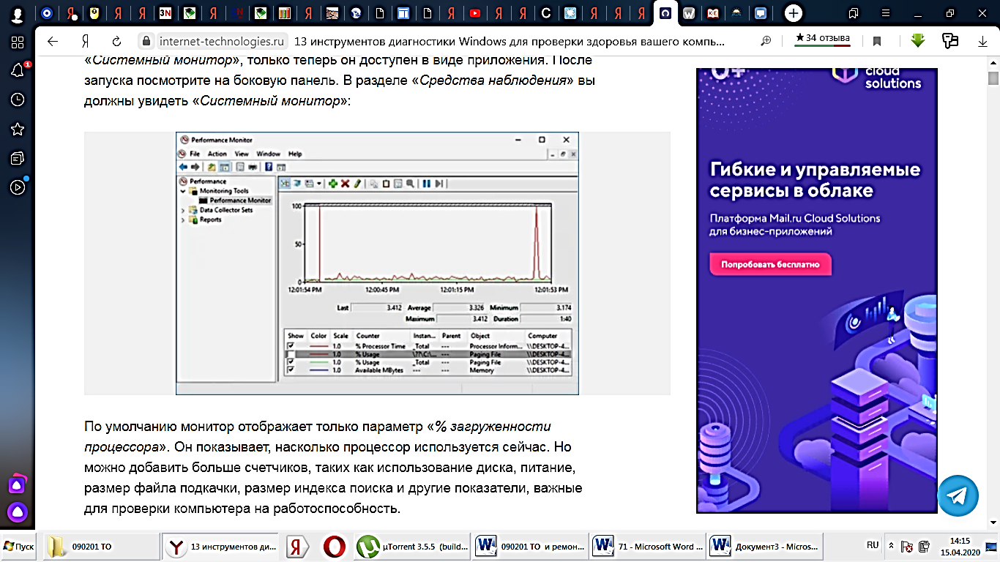 3N
N
C
W
KE
1
internet-technologies.ru
13 инструментов диагностики Windows для проверки здоровья вашего компь...
34 отзыва
«Системный монитор», только теперь он доступен в виде приложения. После
запуска посмотрите на боковую панель. В разделе «Средства наблюдения» вы
должны увидеть «Системный монитор»:
Performance Monitor
File Action View Window Help
Performance
Monitoring Tools
Performance Monitor
Data Collector Sets
Reports
100
50
0
12:01:54 PM 12:00:45 PM 12:01:15 PM 12:01:53 PM
Last 3.412 Average 3.326 Minimum 3.174
Maximum 3.412 Duration 1:40
Show Color Scale Counter Instan... Parent Object Computer
1.0 % Processor Time _Total --- Processor Inform... \\DESKTOP-4...
1.0 % Usage \??\C:\... --- Paging File \\DESKTOP-4...
1.0 % Usage _Total --- Paging File \\DESKTOP-4...
1.0 Available MBytes --- --- Memory \\DESKTOP-4...
По умолчанию монитор отображает только параметр «% загруженности
процессора». Он показывает, насколько процессор используется сейчас. Но
можно добавить больше счетчиков, таких как использование диска, питание,
размер файла подкачки, размер индекса поиска и другие показатели, важные
для проверки компьютера на работоспособность.
0+
cloud
solutions
Гибкие и управляемые
сервисы в облаке
Платформа Mail.ru Cloud Solutions
для бизнес-приложений
Попробовать бесплатно
Пуск
090201 ТО
13 инструментов ди...
µTorrent 3.5.5 (build...
090201 ТО и ремон...
71 - Microsoft Word ...
Документ3 - Micros...
RU
14:15
15.04.2020